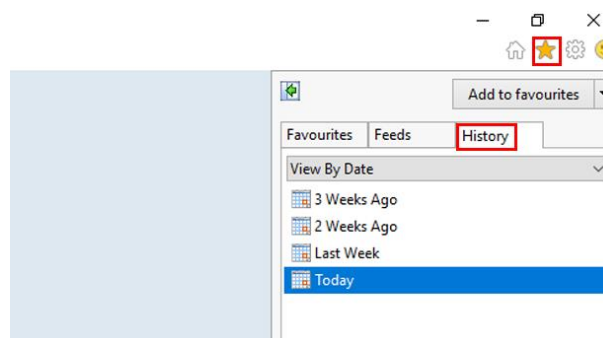 Add to favourites
Favourites Feeds History
View By Date
3 Weeks Ago
2 Weeks Ago
Last Week
Today